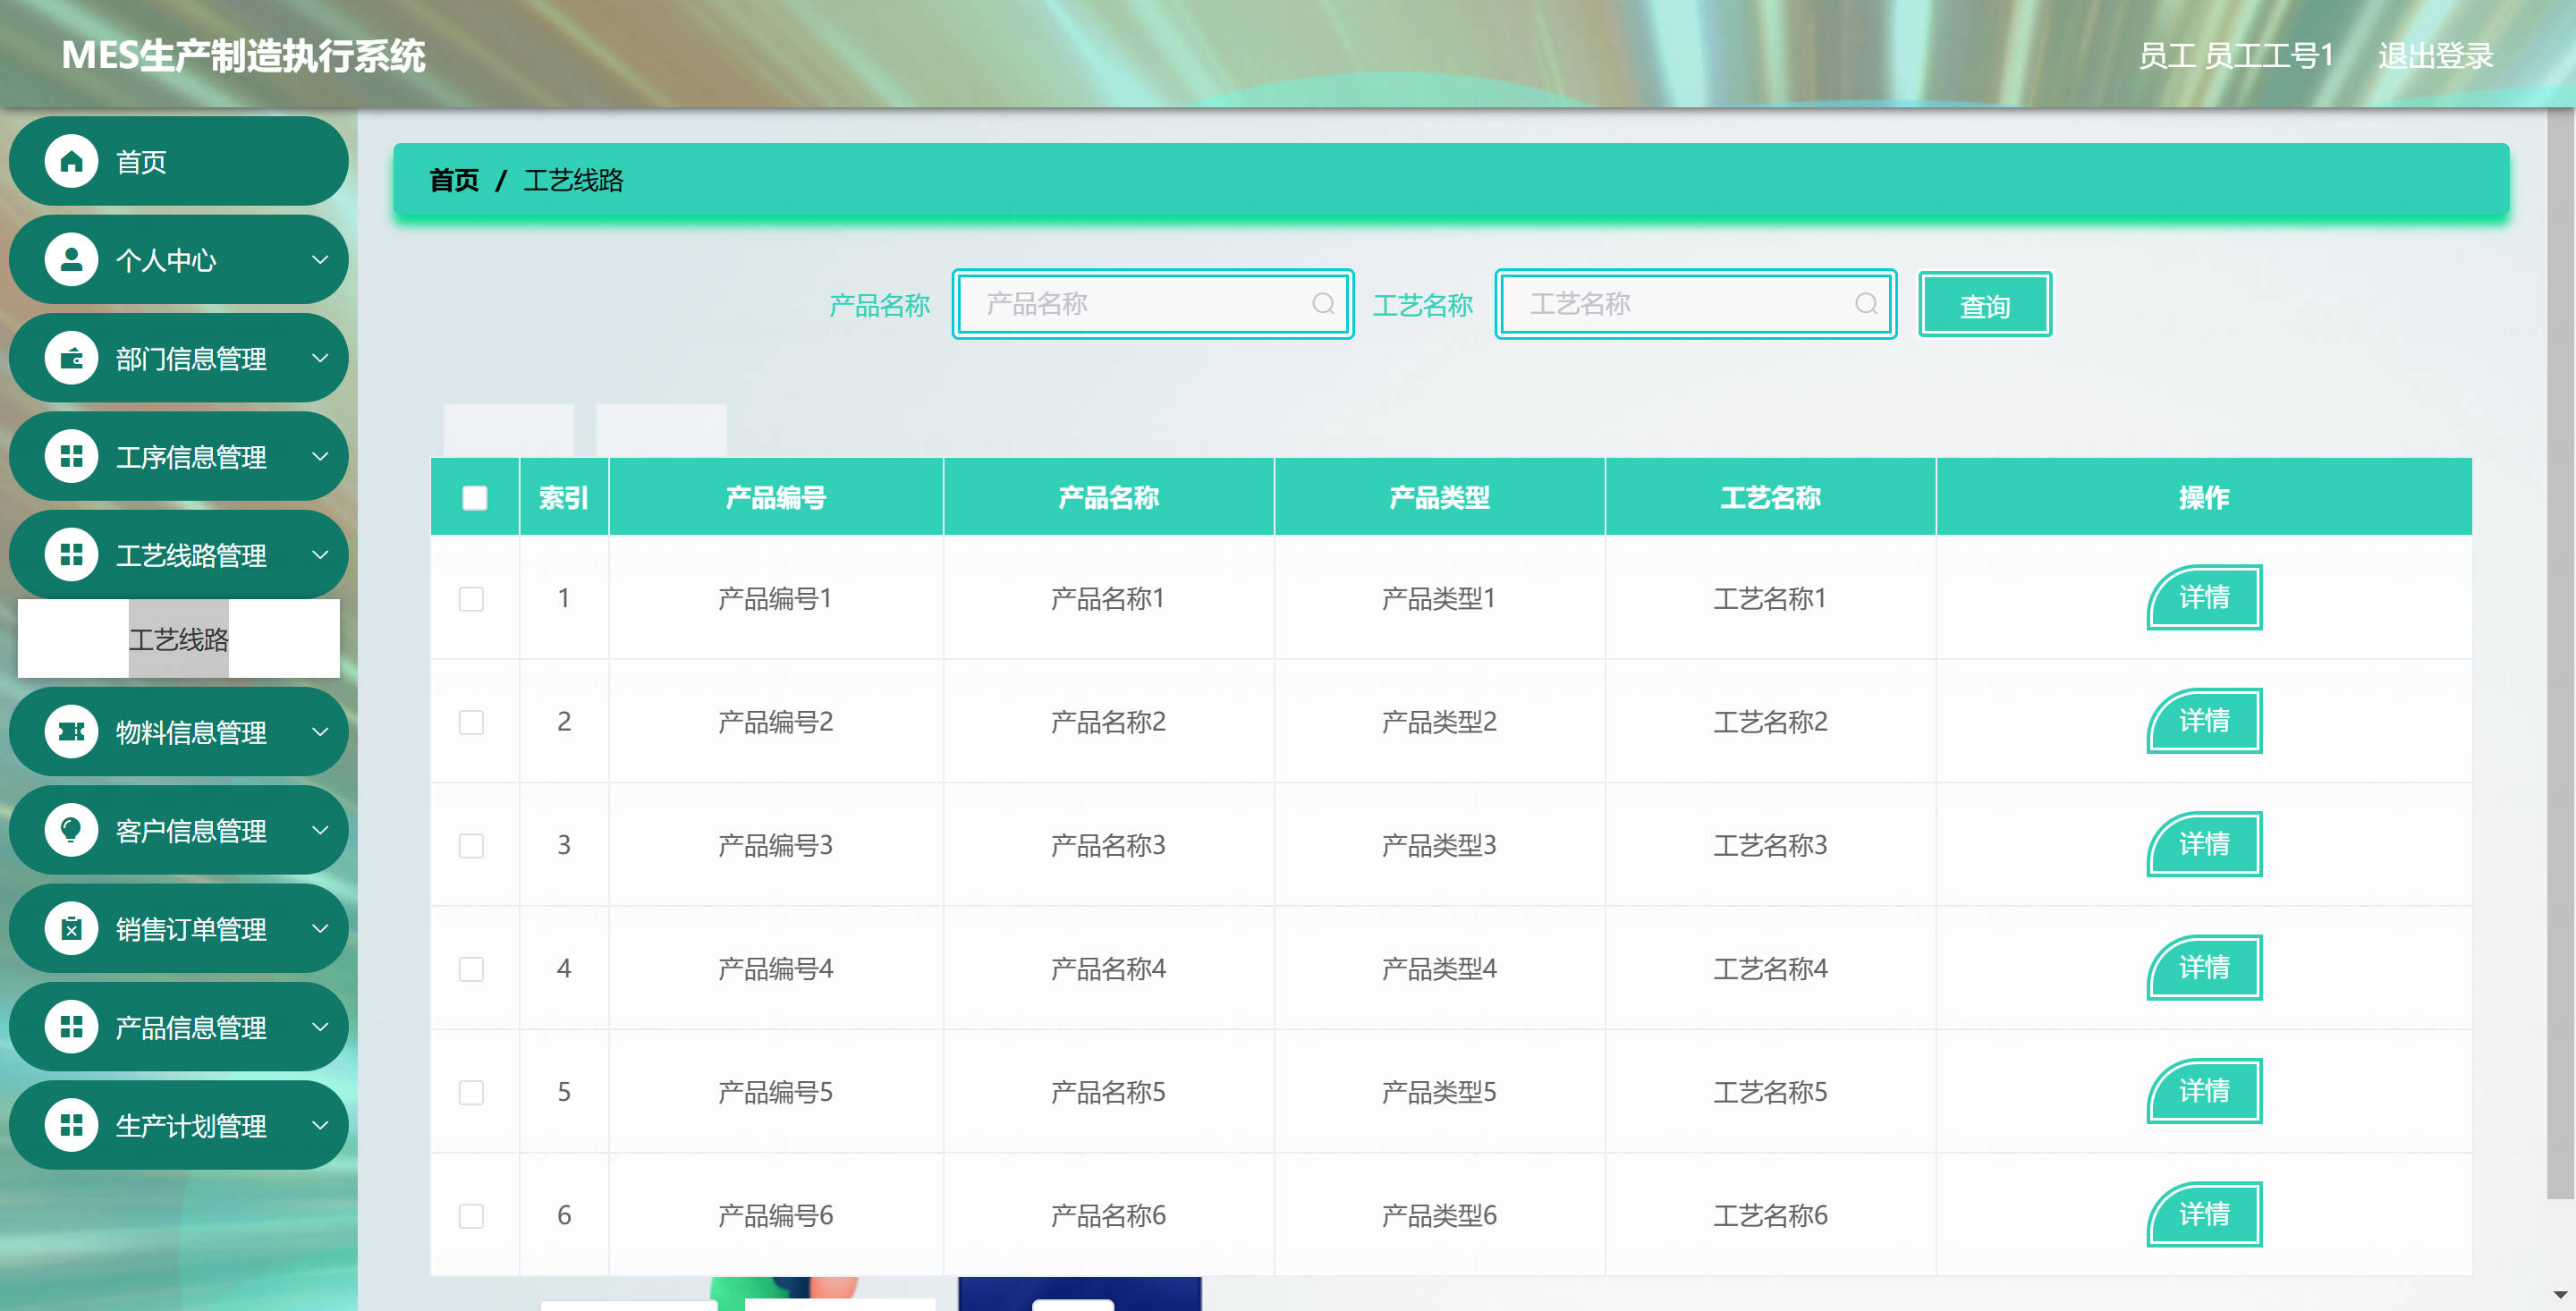 MES生产制造执行系统
员工 员工工号1 退出登录
首页
个人中心
部门信息管理
工序信息管理
工艺线路管理
工艺线路
物料信息管理
客户信息管理
销售订单管理
产品信息管理
生产计划管理
首页 / 工艺线路
产品名称 产品名称 工艺名称 工艺名称 查询
索引 产品编号 产品名称 产品类型 工艺名称 操作
1 产品编号1 产品名称1 产品类型1 工艺名称1 详情
2 产品编号2 产品名称2 产品类型2 工艺名称2 详情
3 产品编号3 产品名称3 产品类型3 工艺名称3 详情
4 产品编号4 产品名称4 产品类型4 工艺名称4 详情
5 产品编号5 产品名称5 产品类型5 工艺名称5 详情
6 产品编号6 产品名称6 产品类型6 工艺名称6 详情